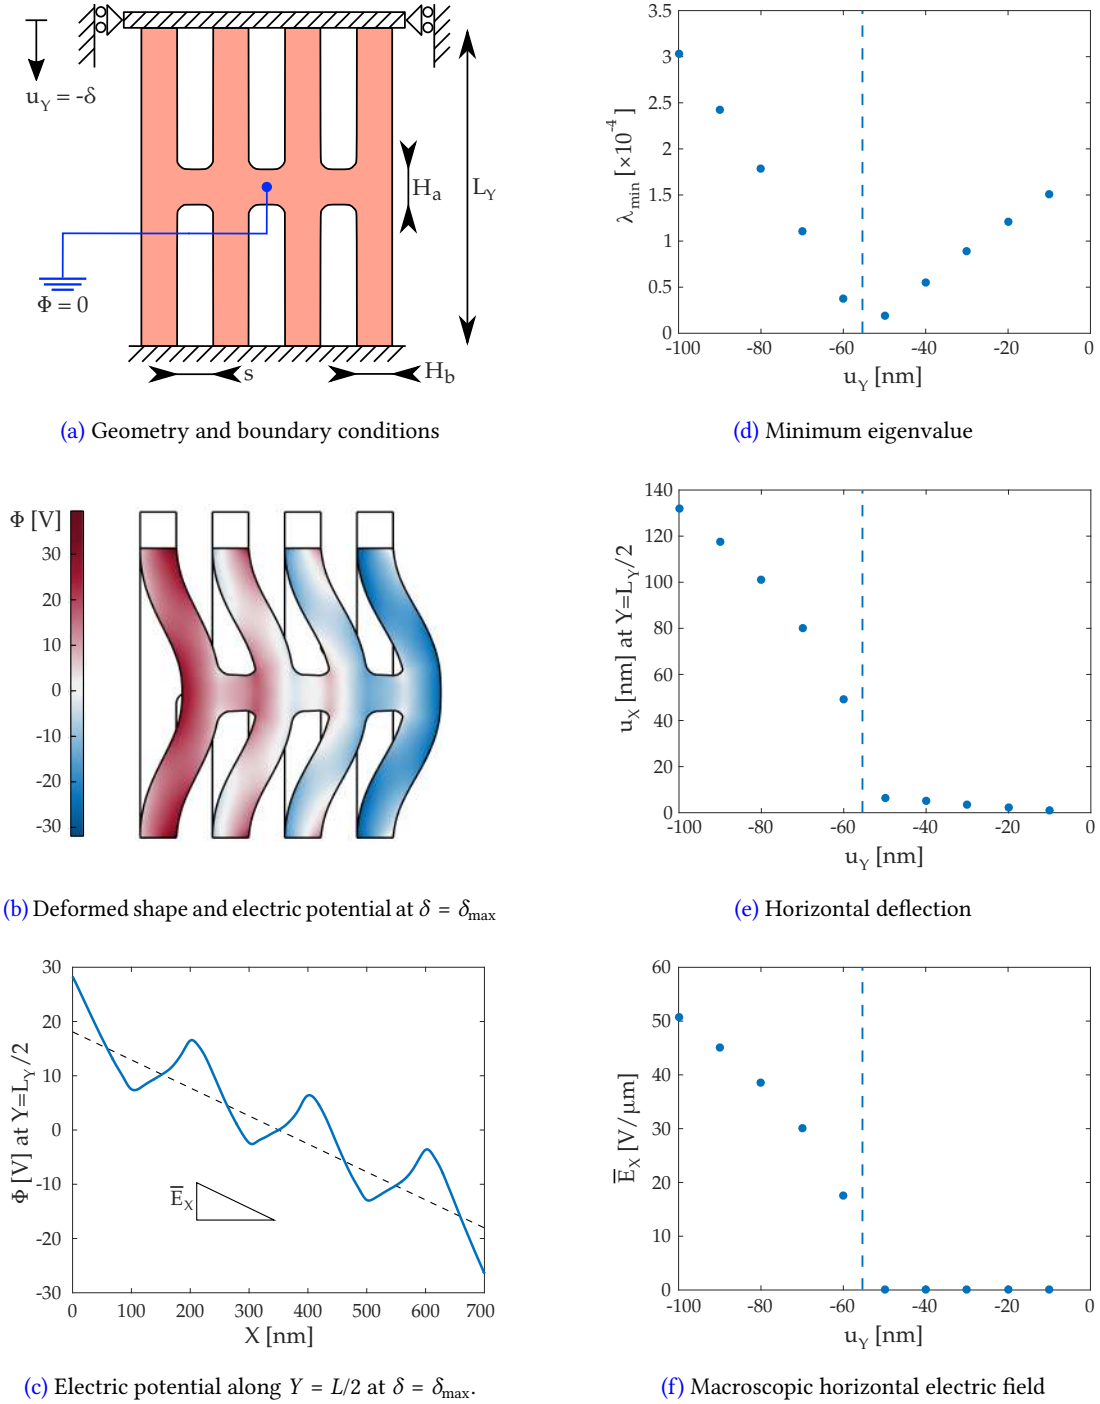 u_Y = -δ
H_a
L_Y
Φ = 0
s
H_b
(a) Geometry and boundary conditions
Φ [V]
30
20
10
0
-10
-20
-30
(b) Deformed shape and electric potential at δ = δ_max
30
20
10
0
-10
-20
-30
Φ [V] at Y=L_Y/2
E̅_X
0 100 200 300 400 500 600 700
X [nm]
(c) Electric potential along Y = L/2 at δ = δ_max.
3.5
3
2.5
2
1.5
1
0.5
0
λ_min [×10^-4]
-100 -80 -60 -40 -20 0
u_Y [nm]
(d) Minimum eigenvalue
140
120
100
80
60
40
20
0
u_X [nm] at Y=L_Y/2
-100 -80 -60 -40 -20 0
u_Y [nm]
(e) Horizontal deflection
60
50
40
30
20
10
0
E̅_X [V/μm]
-100 -80 -60 -40 -20 0
u_Y [nm]
(f) Macroscopic horizontal electric field